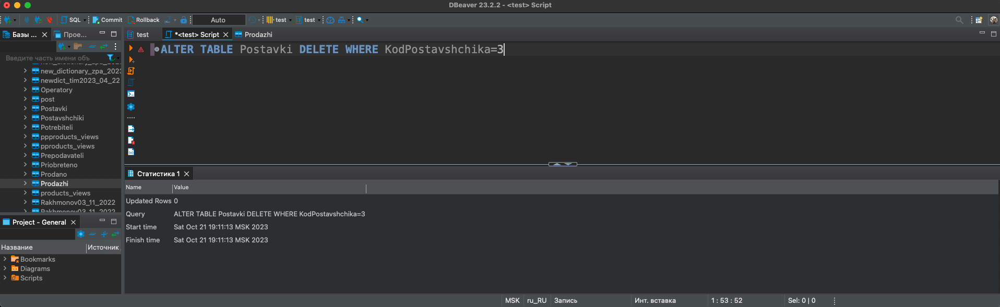 DBeaver 23.2.2 - <test> Script
SQL Commit Rollback Auto test test
Базы ... Прое...
test *<test> Script Prodazhi
Введите часть имени объ
ALTER TABLE Postavki DELETE WHERE KodPostavshchika=3
new_dictionary_zpa_2023
newdict_tim2023_04_22
Operatory
post
Postavki
Postavshchiki
Potrebiteli
ppproducts_views
pproducts_views
Prepodavateli
Priobreteno
Prodano
Prodazhi
products_views
Rakhmonov03_11_2022
Rakhmonov03_11_2022
Статистика 1
Name Value
Updated Rows 0
Query ALTER TABLE Postavki DELETE WHERE KodPostavshchika=3
Start time Sat Oct 21 19:11:13 MSK 2023
Finish time Sat Oct 21 19:11:13 MSK 2023
Project - General
Название Источник
Bookmarks
Diagrams
Scripts
MSK ru_RU Запись Инт. вставка 1 : 53 : 52 Sel: 0 | 0